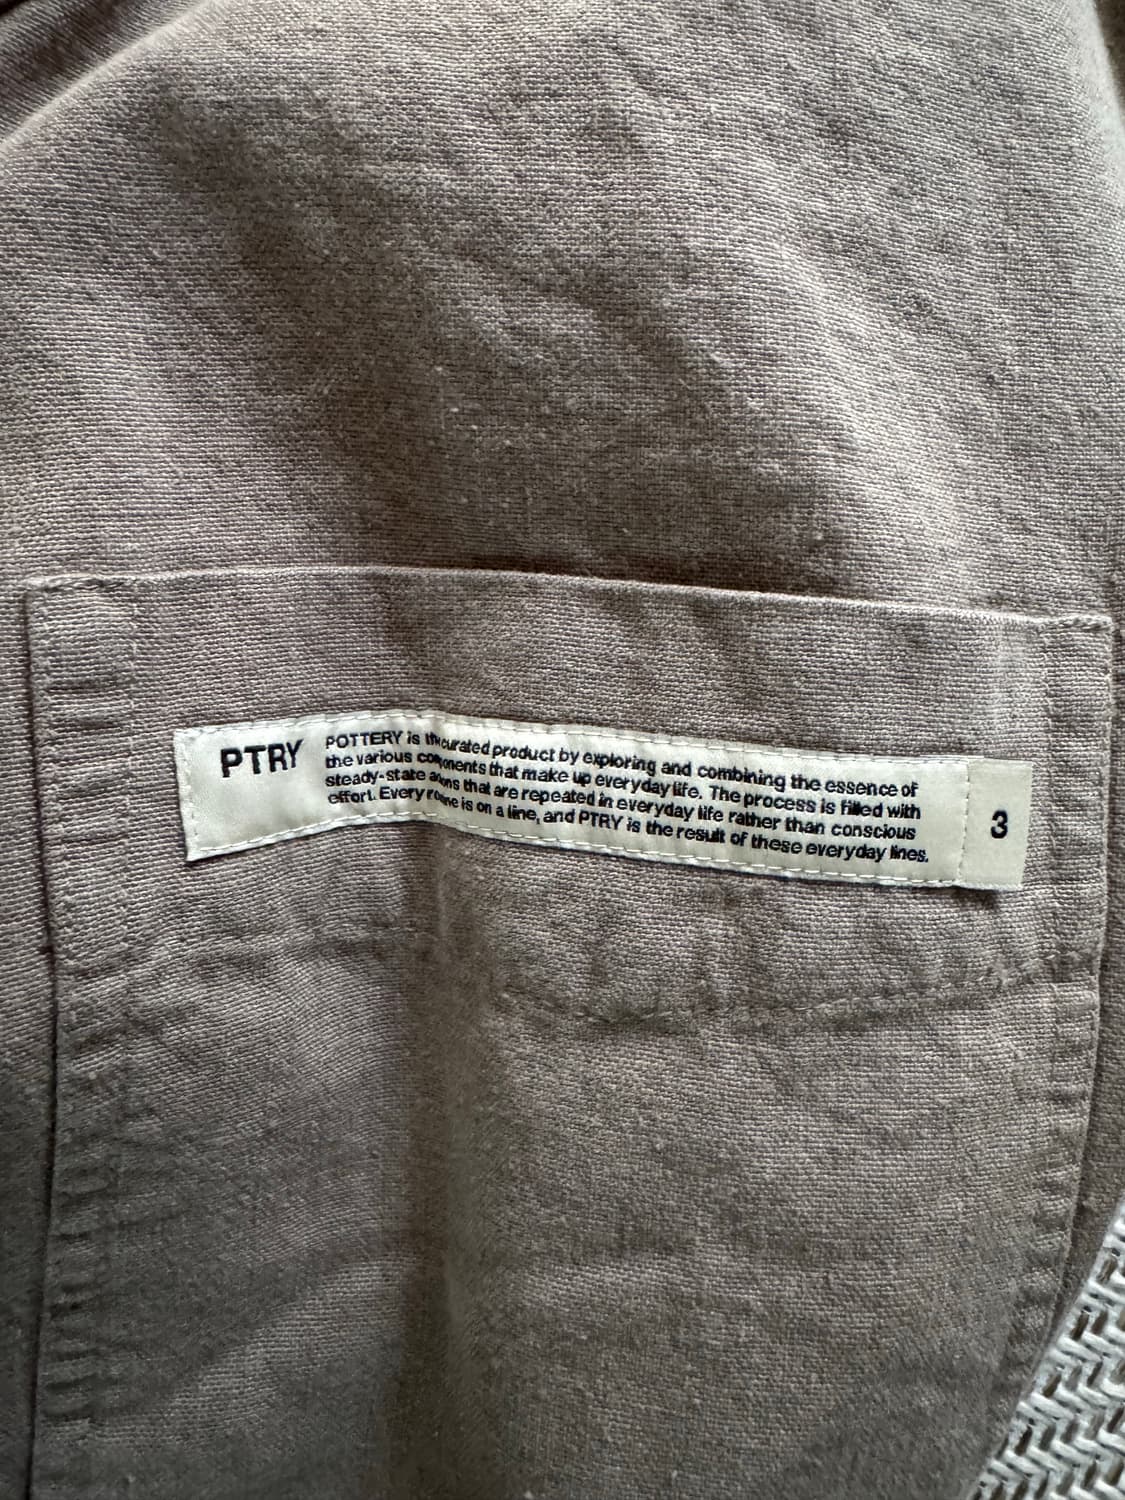 PTRY
POTTERY is the curated product by exploring and combining the essence of
the various components that make up everyday life. The process is filled with
steady-state actions that are repeated in everyday life rather than conscious
effort. Every routine is on a line, and PTRY is the result of these everyday lines.
3